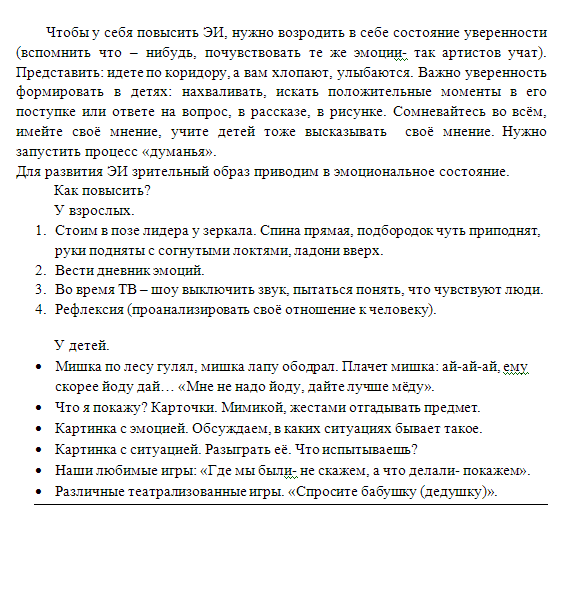 Чтобы у себя повысить ЭИ, нужно возродить в себе состояние уверенности
(вспомнить что – нибудь, почувствовать те же эмоции- так артистов учат).
Представить: идете по коридору, а вам хлопают, улыбаются. Важно уверенность
формировать в детях: нахваливать, искать положительные моменты в его
поступке или ответе на вопрос, в рассказе, в рисунке. Сомневайтесь во всём,
имейте своё мнение, учите детей тоже высказывать своё мнение. Нужно
запустить процесс «думанья».
Для развития ЭИ зрительный образ приводим в эмоциональное состояние.
Как повысить?
У взрослых.
1. Стоим в позе лидера у зеркала. Спина прямая, подбородок чуть приподнят,
руки подняты с согнутыми локтями, ладони вверх.
2. Вести дневник эмоций.
3. Во время ТВ – шоу выключить звук, пытаться понять, что чувствуют люди.
4. Рефлексия (проанализировать своё отношение к человеку).
У детей.
• Мишка по лесу гулял, мишка лапу ободрал. Плачет мишка: ай-ай-ай, ему
скорее йоду дай… «Мне не надо йоду, дайте лучше мёду».
• Что я покажу? Карточки. Мимикой, жестами отгадывать предмет.
• Картинка с эмоцией. Обсуждаем, в каких ситуациях бывает такое.
• Картинка с ситуацией. Разыграть её. Что испытываешь?
• Наши любимые игры: «Где мы были- не скажем, а что делали- покажем».
• Различные театрализованные игры. «Спросите бабушку (дедушку)».